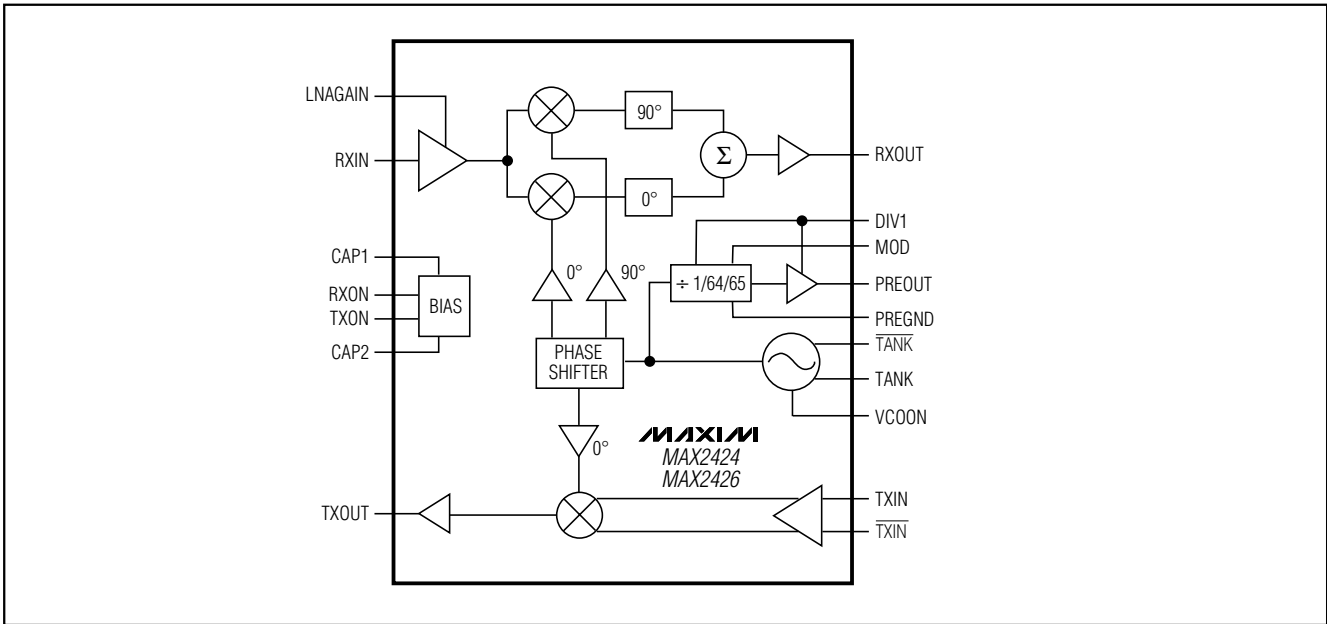 LNAGAIN
RXIN
90°
Σ
RXOUT
0°
DIV1
MOD
CAP1
0°
90°
÷ 1/64/65
PREOUT
RXON
BIAS
TXON
PREGND
CAP2
PHASE
SHIFTER
TANK
TANK
VCOON
0°
MAXIM
MAX2424
MAX2426
TXOUT
TXIN
TXIN